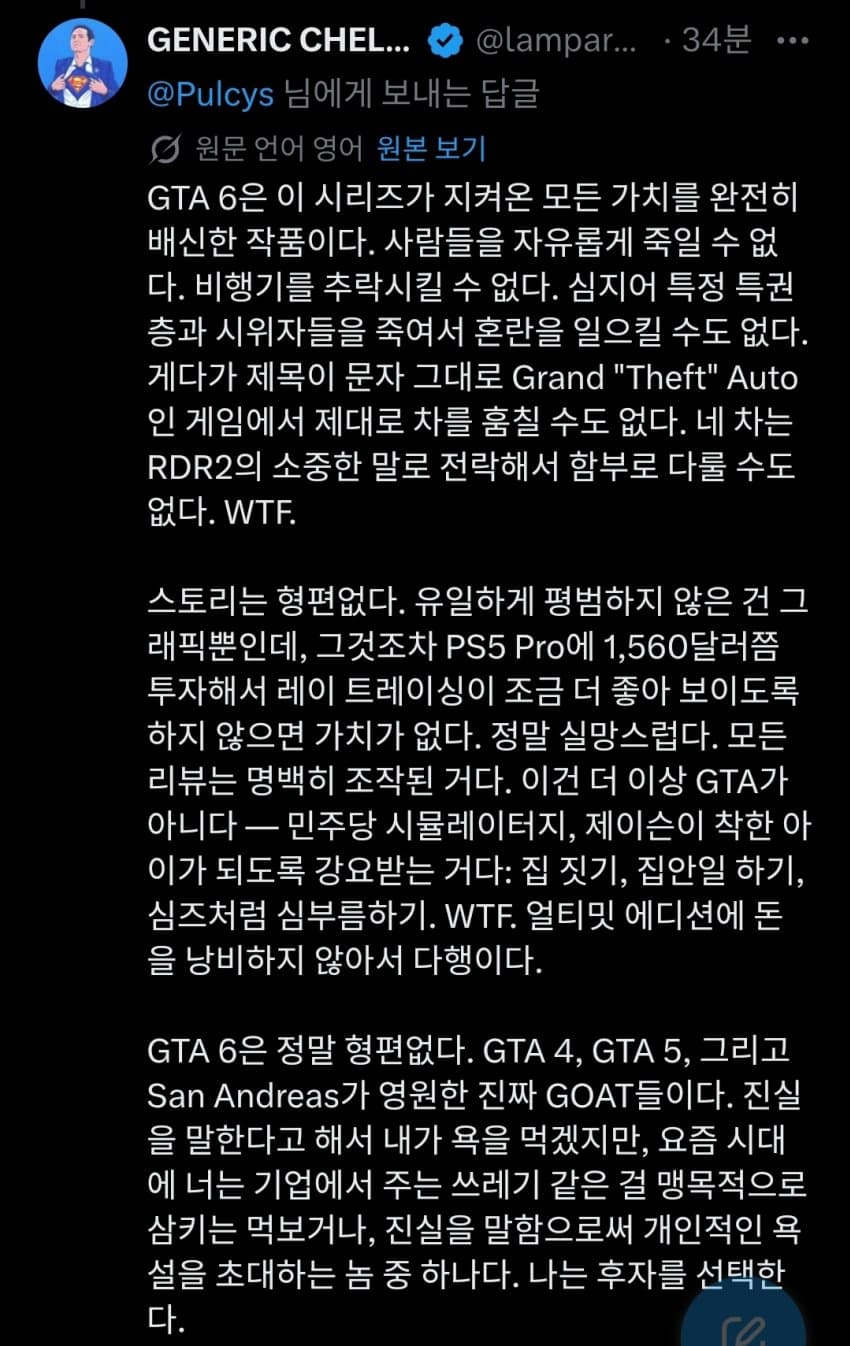 GENERIC CHEL... @lampar... · 34분
@Pulcys 님에게 보내는 답글
원문 언어 영어 원본 보기
GTA 6은 이 시리즈가 지켜온 모든 가치를 완전히
배신한 작품이다. 사람들을 자유롭게 죽일 수 없
다. 비행기를 추락시킬 수 없다. 심지어 특정 특권
층과 시위자들을 죽여서 혼란을 일으킬 수도 없다.
게다가 제목이 문자 그대로 Grand "Theft" Auto
인 게임에서 제대로 차를 훔칠 수도 없다. 네 차는
RDR2의 소중한 말로 전락해서 함부로 다룰 수도
없다. WTF.
스토리는 형편없다. 유일하게 평범하지 않은 건 그
래픽뿐인데, 그것조차 PS5 Pro에 1,560달러쯤
투자해서 레이 트레이싱이 조금 더 좋아 보이도록
하지 않으면 가치가 없다. 정말 실망스럽다. 모든
리뷰는 명백히 조작된 거다. 이건 더 이상 GTA가
아니다 — 민주당 시뮬레이터지, 제이슨이 착한 아
이가 되도록 강요받는 거다: 집 짓기, 집안일 하기,
심즈처럼 심부름하기. WTF. 얼티밋 에디션에 돈
을 낭비하지 않아서 다행이다.
GTA 6은 정말 형편없다. GTA 4, GTA 5, 그리고
San Andreas가 영원한 진짜 GOAT들이다. 진실
을 말한다고 해서 내가 욕을 먹겠지만, 요즘 시대
에 너는 기업에서 주는 쓰레기 같은 걸 맹목적으로
삼키는 먹보거나, 진실을 말함으로써 개인적인 욕
설을 초대하는 놈 중 하나다. 나는 후자를 선택한
다.